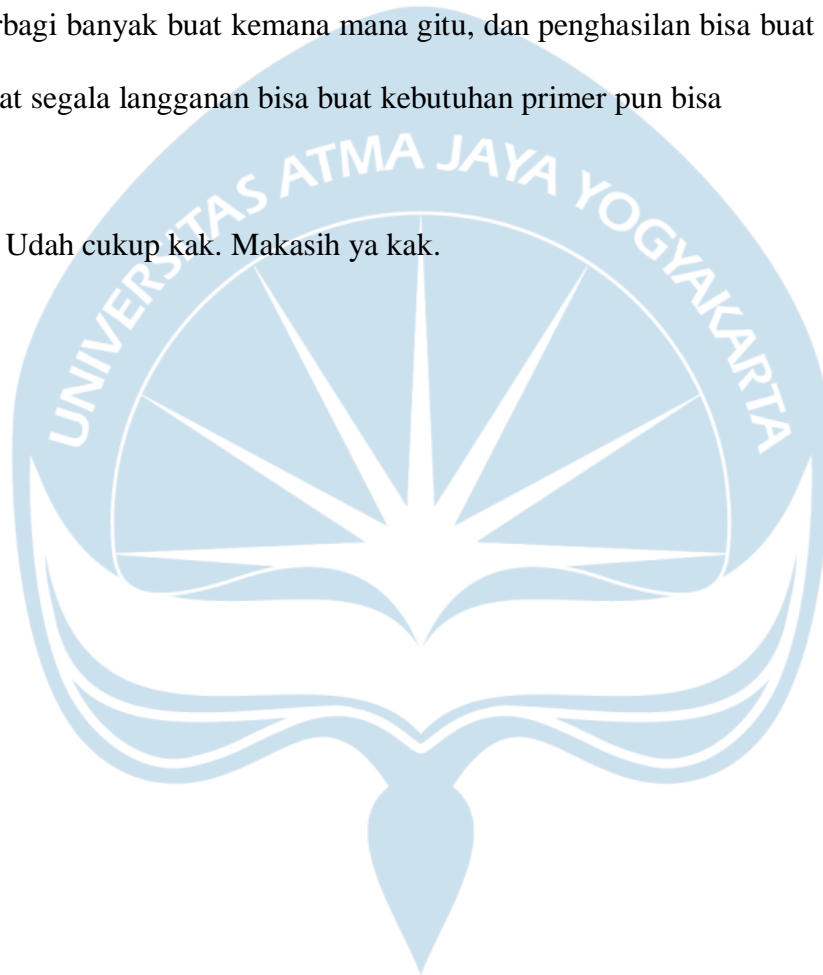 rbagi banyak buat kemana mana gitu, dan penghasilan bisa buat
at segala langganan bisa buat kebutuhan primer pun bisa
UNIVERSITAS ATMA JAYA YOGYAKARTA
Udah cukup kak. Makasih ya kak.